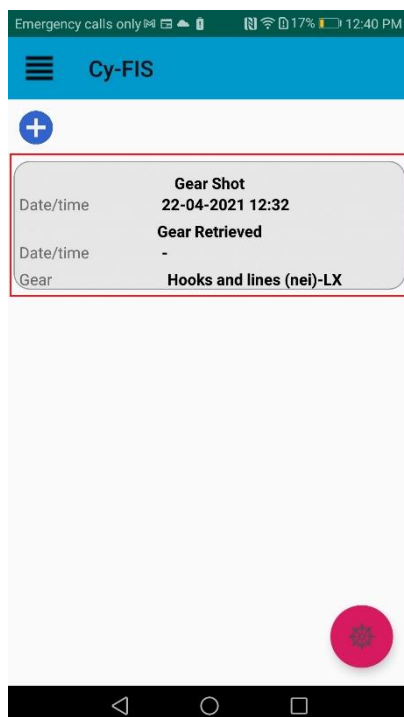 Emergency calls only 17% 12:40 PM
Cy-FIS
Gear Shot
Date/time 22-04-2021 12:32
Gear Retrieved
Date/time -
Gear Hooks and lines (nei)-LX